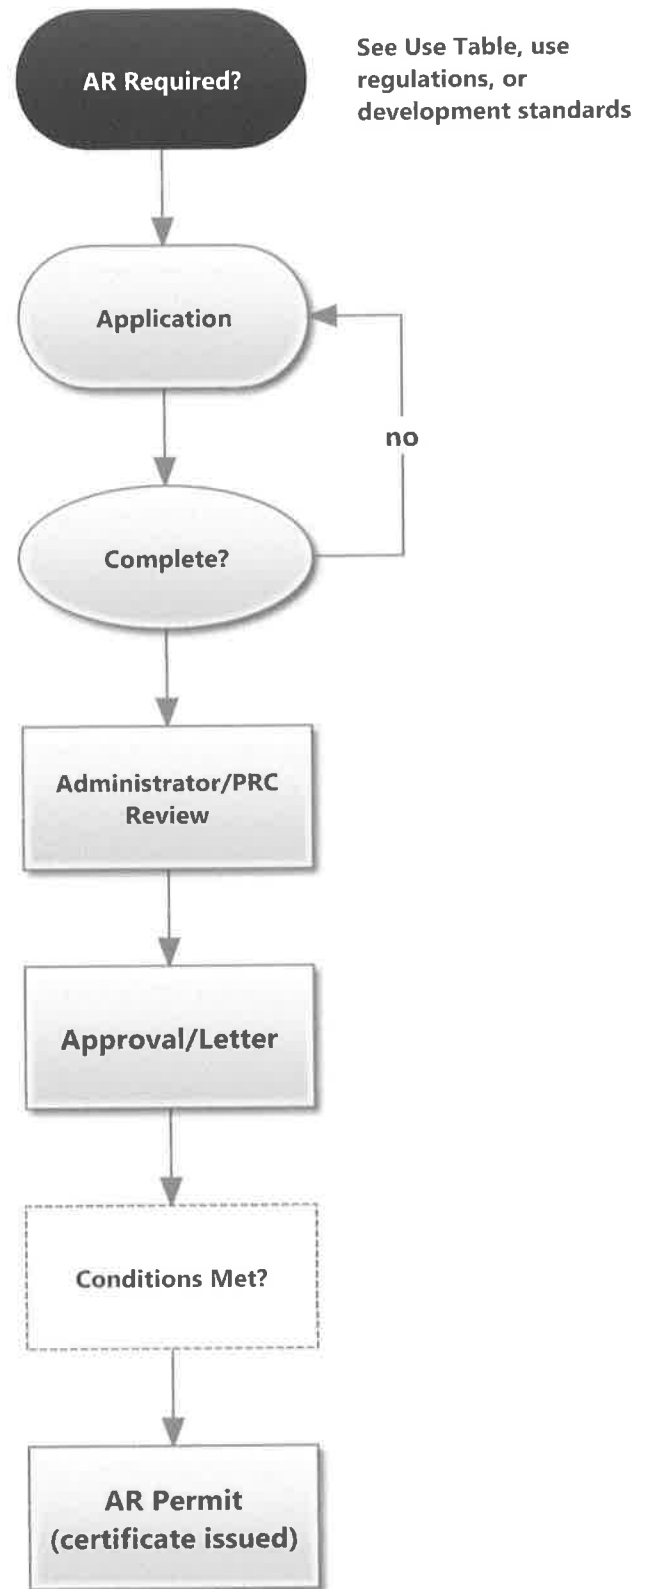 AR Required?
See Use Table, use
regulations, or
development standards
Application
no
Complete?
Administrator/PRC
Review
Approval/Letter
Conditions Met?
AR Permit
(certificate issued)